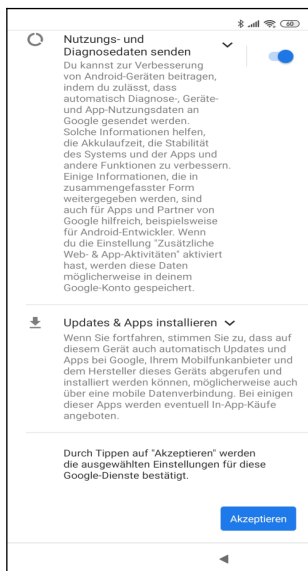 60
Nutzungs- und
Diagnosedaten senden
Du kannst zur Verbesserung
von Android-Geräten beitragen,
indem du zulässt, dass
automatisch Diagnose-, Geräte-
und App-Nutzungsdaten an
Google gesendet werden.
Solche Informationen helfen,
die Akkulaufzeit, die Stabilität
des Systems und der Apps und
andere Funktionen zu verbessern.
Einige Informationen, die in
zusammengefasster Form
weitergegeben werden, sind
auch für Apps und Partner von
Google hilfreich, beispielsweise
für Android-Entwickler. Wenn
du die Einstellung "Zusätzliche
Web- & App-Aktivitäten" aktiviert
hast, werden diese Daten
möglicherweise in deinem
Google-Konto gespeichert.
Updates & Apps installieren
Wenn Sie fortfahren, stimmen Sie zu, dass auf
diesem Gerät auch automatisch Updates und
Apps bei Google, Ihrem Mobilfunkanbieter und
dem Hersteller dieses Geräts abgerufen und
installiert werden können, möglicherweise auch
über eine mobile Datenverbindung. Bei einigen
dieser Apps werden eventuell In-App-Käufe
angeboten.
Durch Tippen auf "Akzeptieren" werden
die ausgewählten Einstellungen für diese
Google-Dienste bestätigt.
Akzeptieren